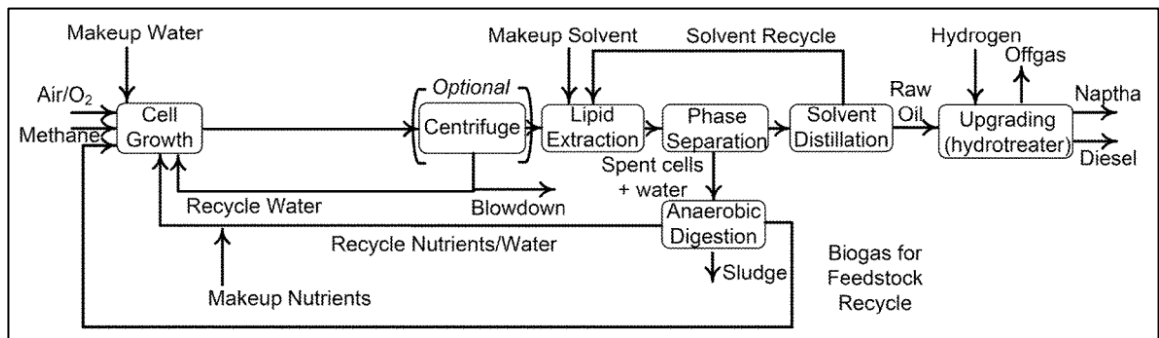 Makeup Water
Makeup Solvent
Solvent Recycle
Hydrogen
Offgas
Air/O₂
Methane
Cell
Growth
Optional
Centrifuge
Lipid
Extraction
Phase
Separation
Solvent
Distillation
Raw
Oil
Upgrading
(hydrotreater)
Naptha
Diesel
Spent cells
+ water
Recycle Water
Blowdown
Anaerobic
Digestion
Recycle Nutrients/Water
Sludge
Makeup Nutrients
Biogas for
Feedstock
Recycle